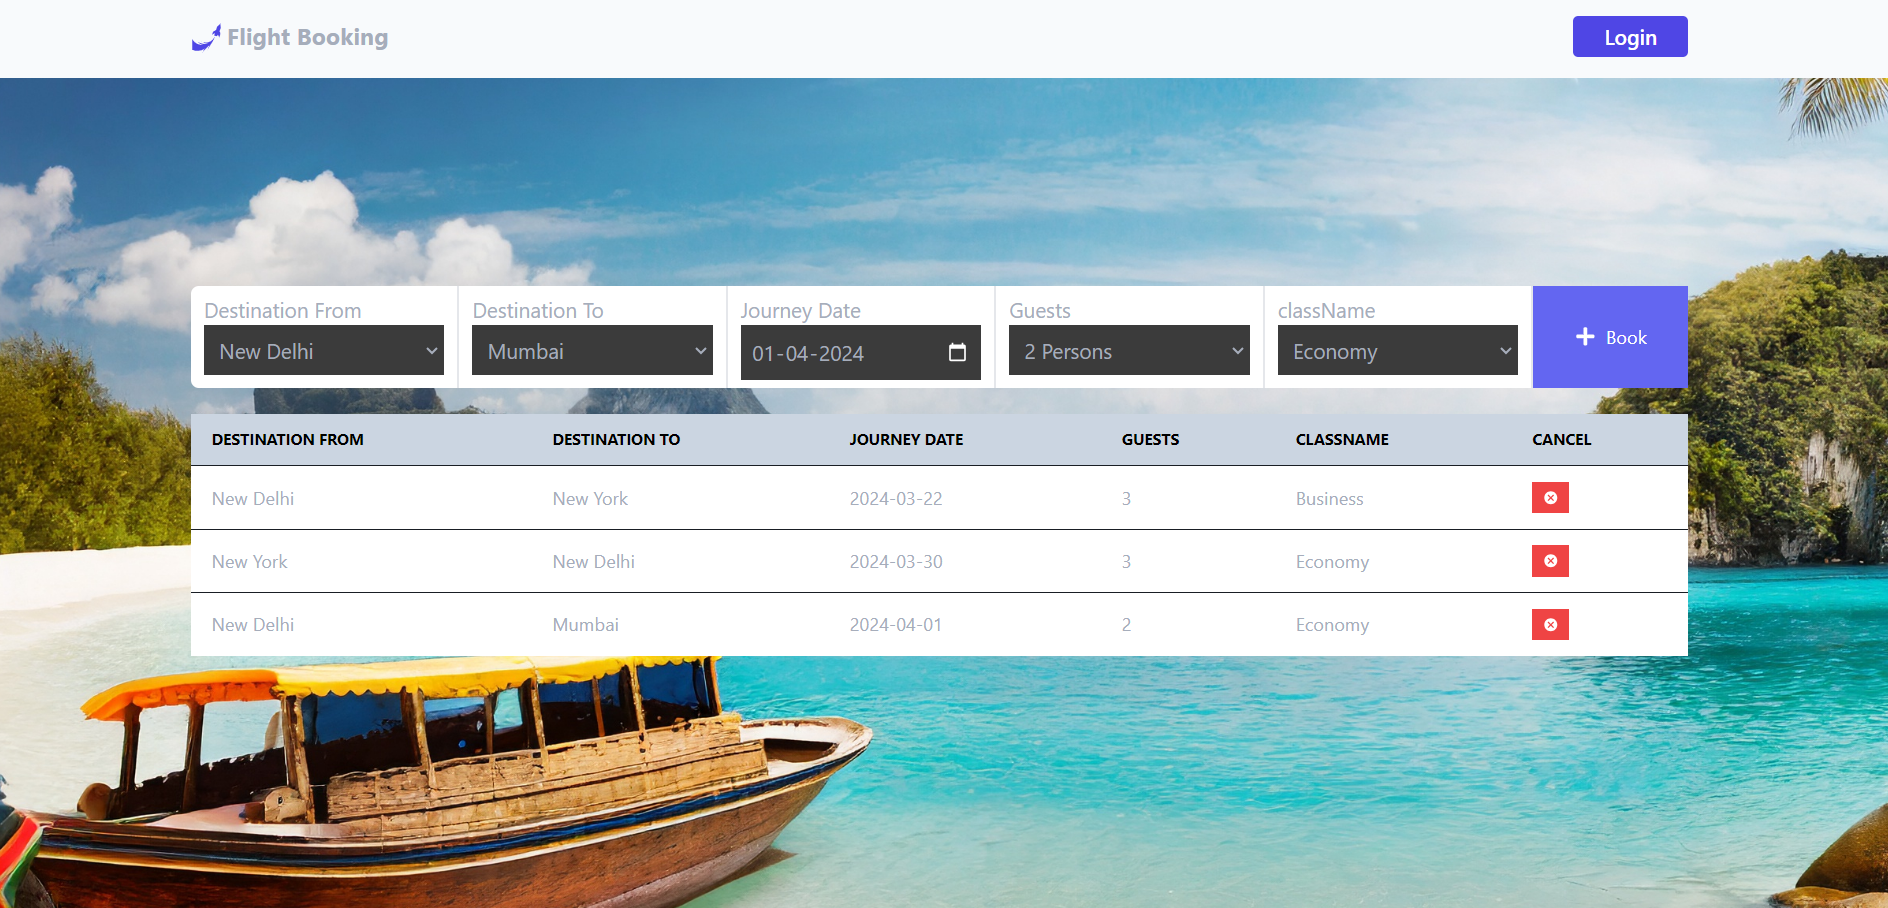 Flight Booking
Login
Destination From
Destination To
Journey Date
Guests
className
New Delhi
Mumbai
01-04-2024
2 Persons
Economy
Book
DESTINATION FROM DESTINATION TO JOURNEY DATE GUESTS CLASSNAME CANCEL
New Delhi New York 2024-03-22 3 Business
New York New Delhi 2024-03-30 3 Economy
New Delhi Mumbai 2024-04-01 2 Economy